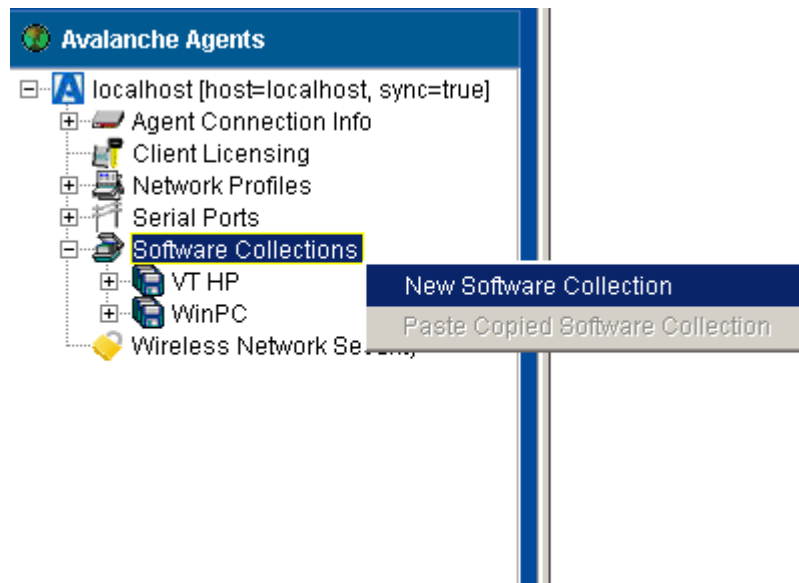 Avalanche Agents
localhost [host=localhost, sync=true]
Agent Connection Info
Client Licensing
Network Profiles
Serial Ports
Software Collections
VT HP
New Software Collection
WinPC
Paste Copied Software Collection
Wireless Network